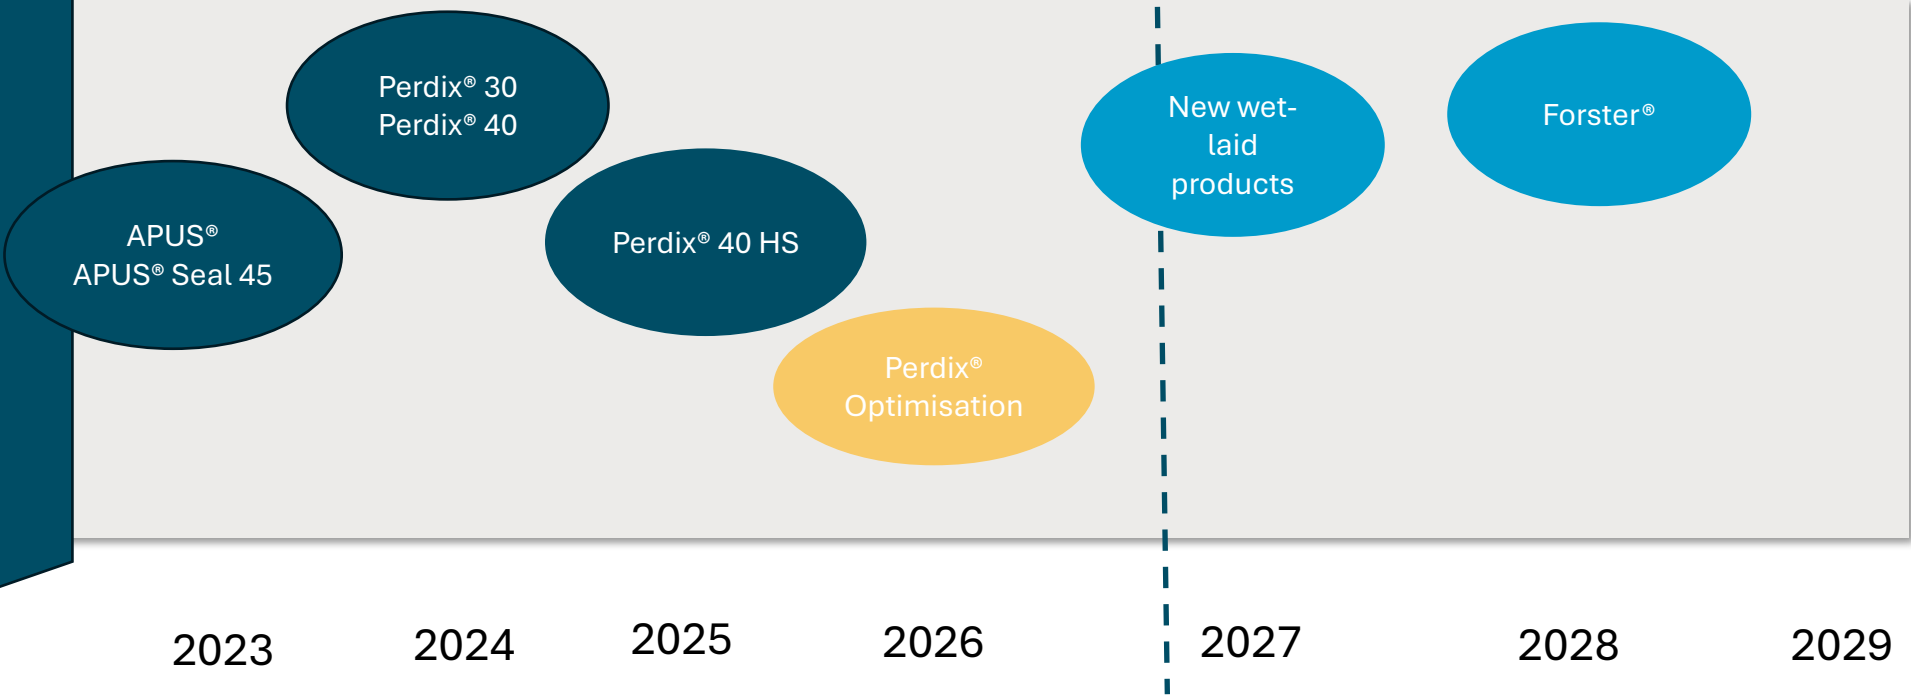 Perdix® 30
Perdix® 40
New wet-
laid
products
Forster®
APUS®
APUS® Seal 45
Perdix® 40 HS
Perdix®
Optimisation
2023
2024
2025
2026
2027
2028
2029